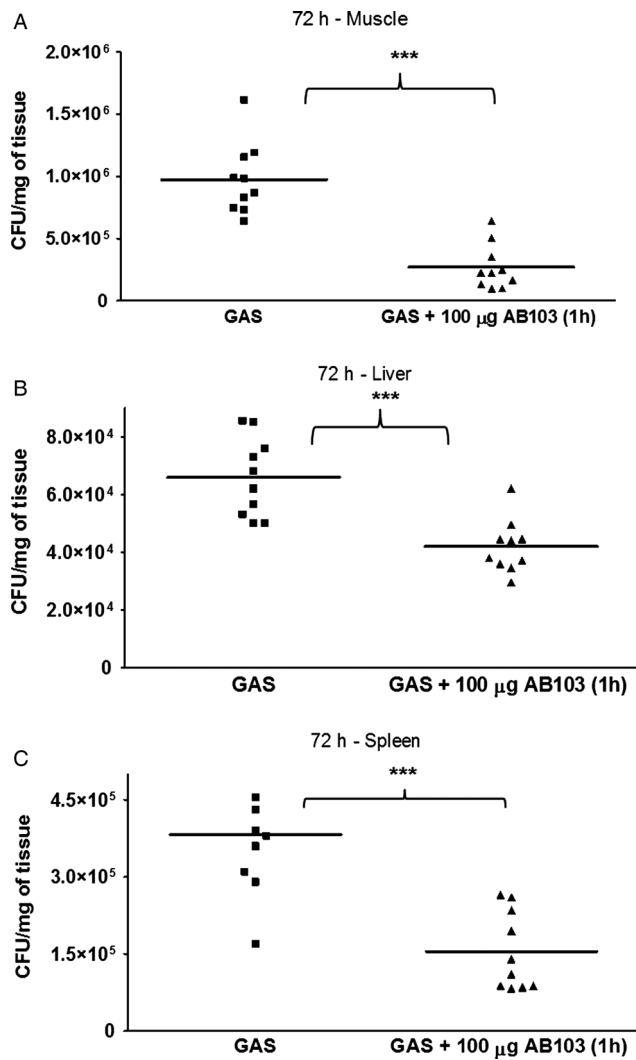 A
72 h - Muscle
2.0×10⁶
***
1.5×10⁶
1.0×10⁶
5.0×10⁵
0
CFU/mg of tissue
GAS
GAS + 100 µg AB103 (1h)
B
72 h - Liver
***
8.0×10⁴
6.0×10⁴
4.0×10⁴
2.0×10⁴
0
CFU/mg of tissue
GAS
GAS + 100 µg AB103 (1h)
C
72 h - Spleen
***
4.5×10⁵
3.0×10⁵
1.5×10⁵
0
CFU/mg of tissue
GAS
GAS + 100 µg AB103 (1h)